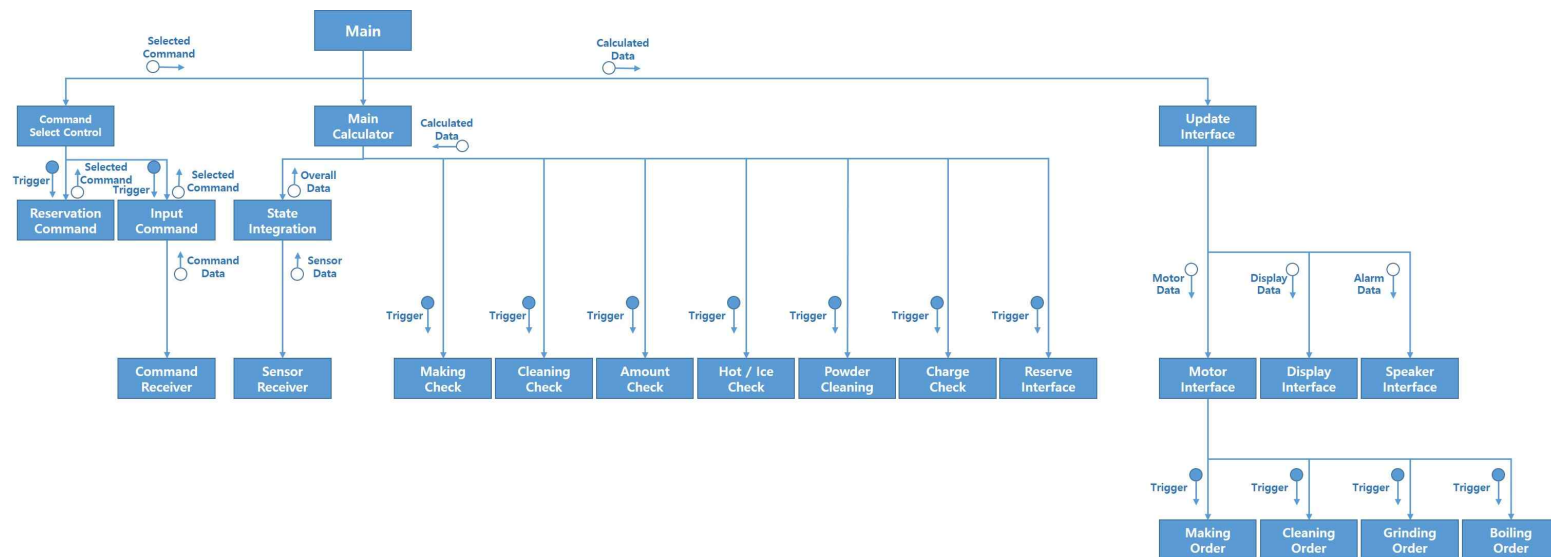 Main
Selected
Command
Calculated
Data
Command
Select Control
Main
Calculator
Calculated
Data
Update
Interface
Trigger
Selected
Command
Trigger
Selected
Command
Overall
Data
Reservation
Command
Input
Command
State
Integration
Command
Data
Sensor
Data
Motor
Data
Display
Data
Alarm
Data
Trigger
Trigger
Trigger
Trigger
Trigger
Trigger
Trigger
Command
Receiver
Sensor
Receiver
Making
Check
Cleaning
Check
Amount
Check
Hot / Ice
Check
Powder
Cleaning
Charge
Check
Reserve
Interface
Motor
Interface
Display
Interface
Speaker
Interface
Trigger
Trigger
Trigger
Trigger
Making
Order
Cleaning
Order
Grinding
Order
Boiling
Order